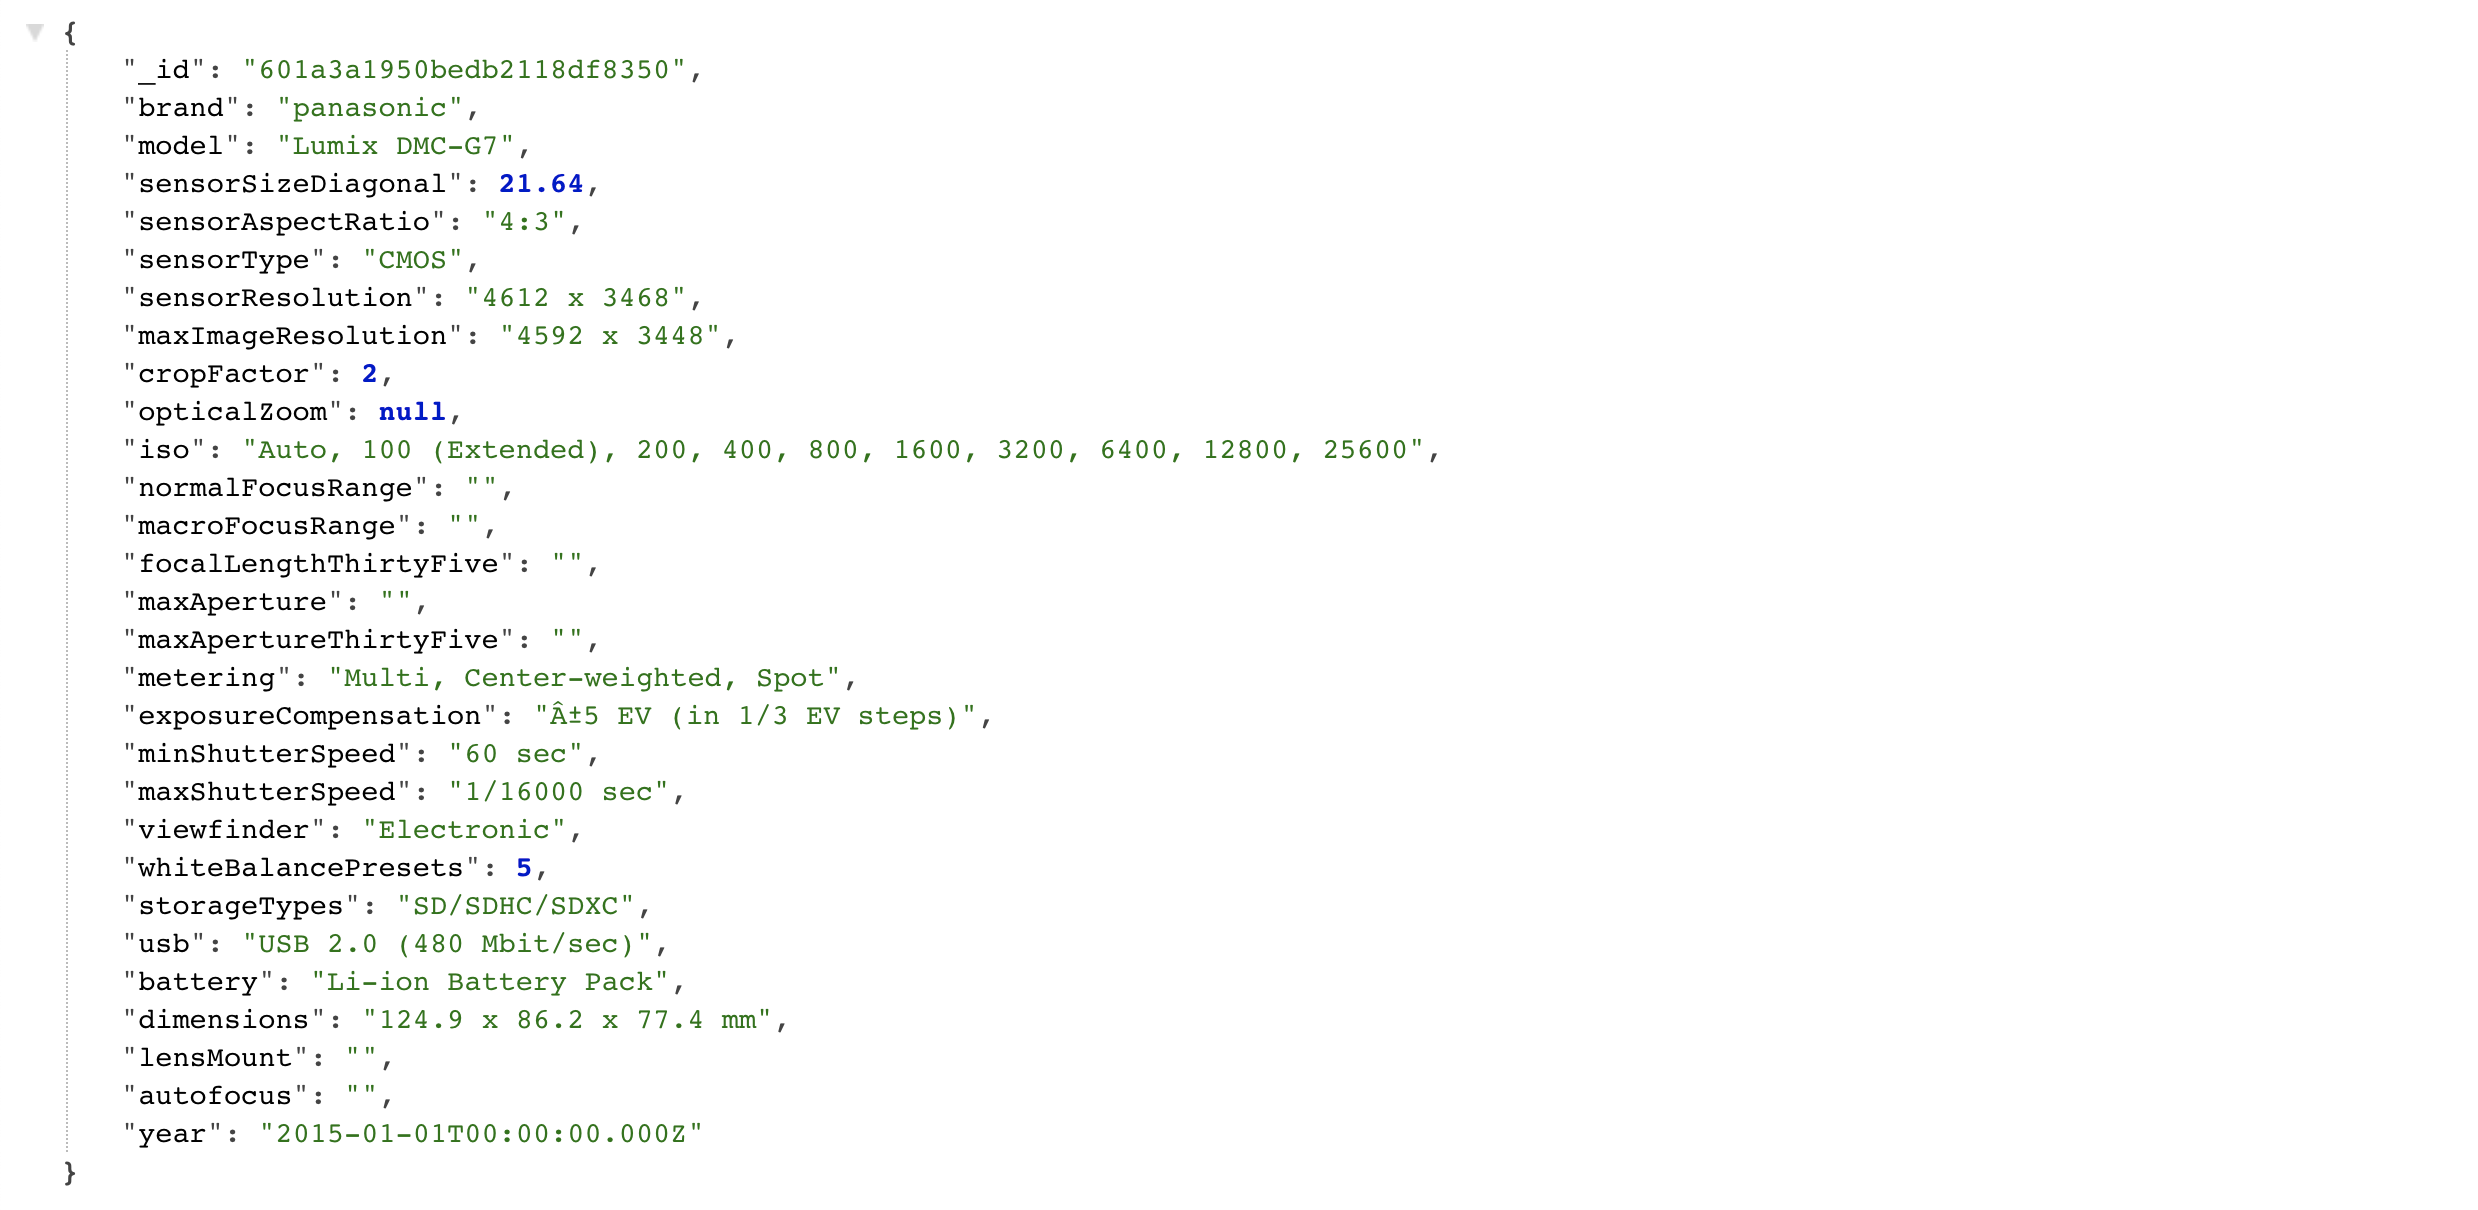 {
"_id": "601a3a1950bedb2118df8350",
"brand": "panasonic",
"model": "Lumix DMC-G7",
"sensorSizeDiagonal": 21.64,
"sensorAspectRatio": "4:3",
"sensorType": "CMOS",
"sensorResolution": "4612 x 3468",
"maxImageResolution": "4592 x 3448",
"cropFactor": 2,
"opticalZoom": null,
"iso": "Auto, 100 (Extended), 200, 400, 800, 1600, 3200, 6400, 12800, 25600",
"normalFocusRange": "",
"macroFocusRange": "",
"focalLengthThirtyFive": "",
"maxAperture": "",
"maxApertureThirtyFive": "",
"metering": "Multi, Center-weighted, Spot",
"exposureCompensation": "Â±5 EV (in 1/3 EV steps)",
"minShutterSpeed": "60 sec",
"maxShutterSpeed": "1/16000 sec",
"viewfinder": "Electronic",
"whiteBalancePresets": 5,
"storageTypes": "SD/SDHC/SDXC",
"usb": "USB 2.0 (480 Mbit/sec)",
"battery": "Li-ion Battery Pack",
"dimensions": "124.9 x 86.2 x 77.4 mm",
"lensMount": "",
"autofocus": "",
"year": "2015-01-01T00:00:00.000Z"
}